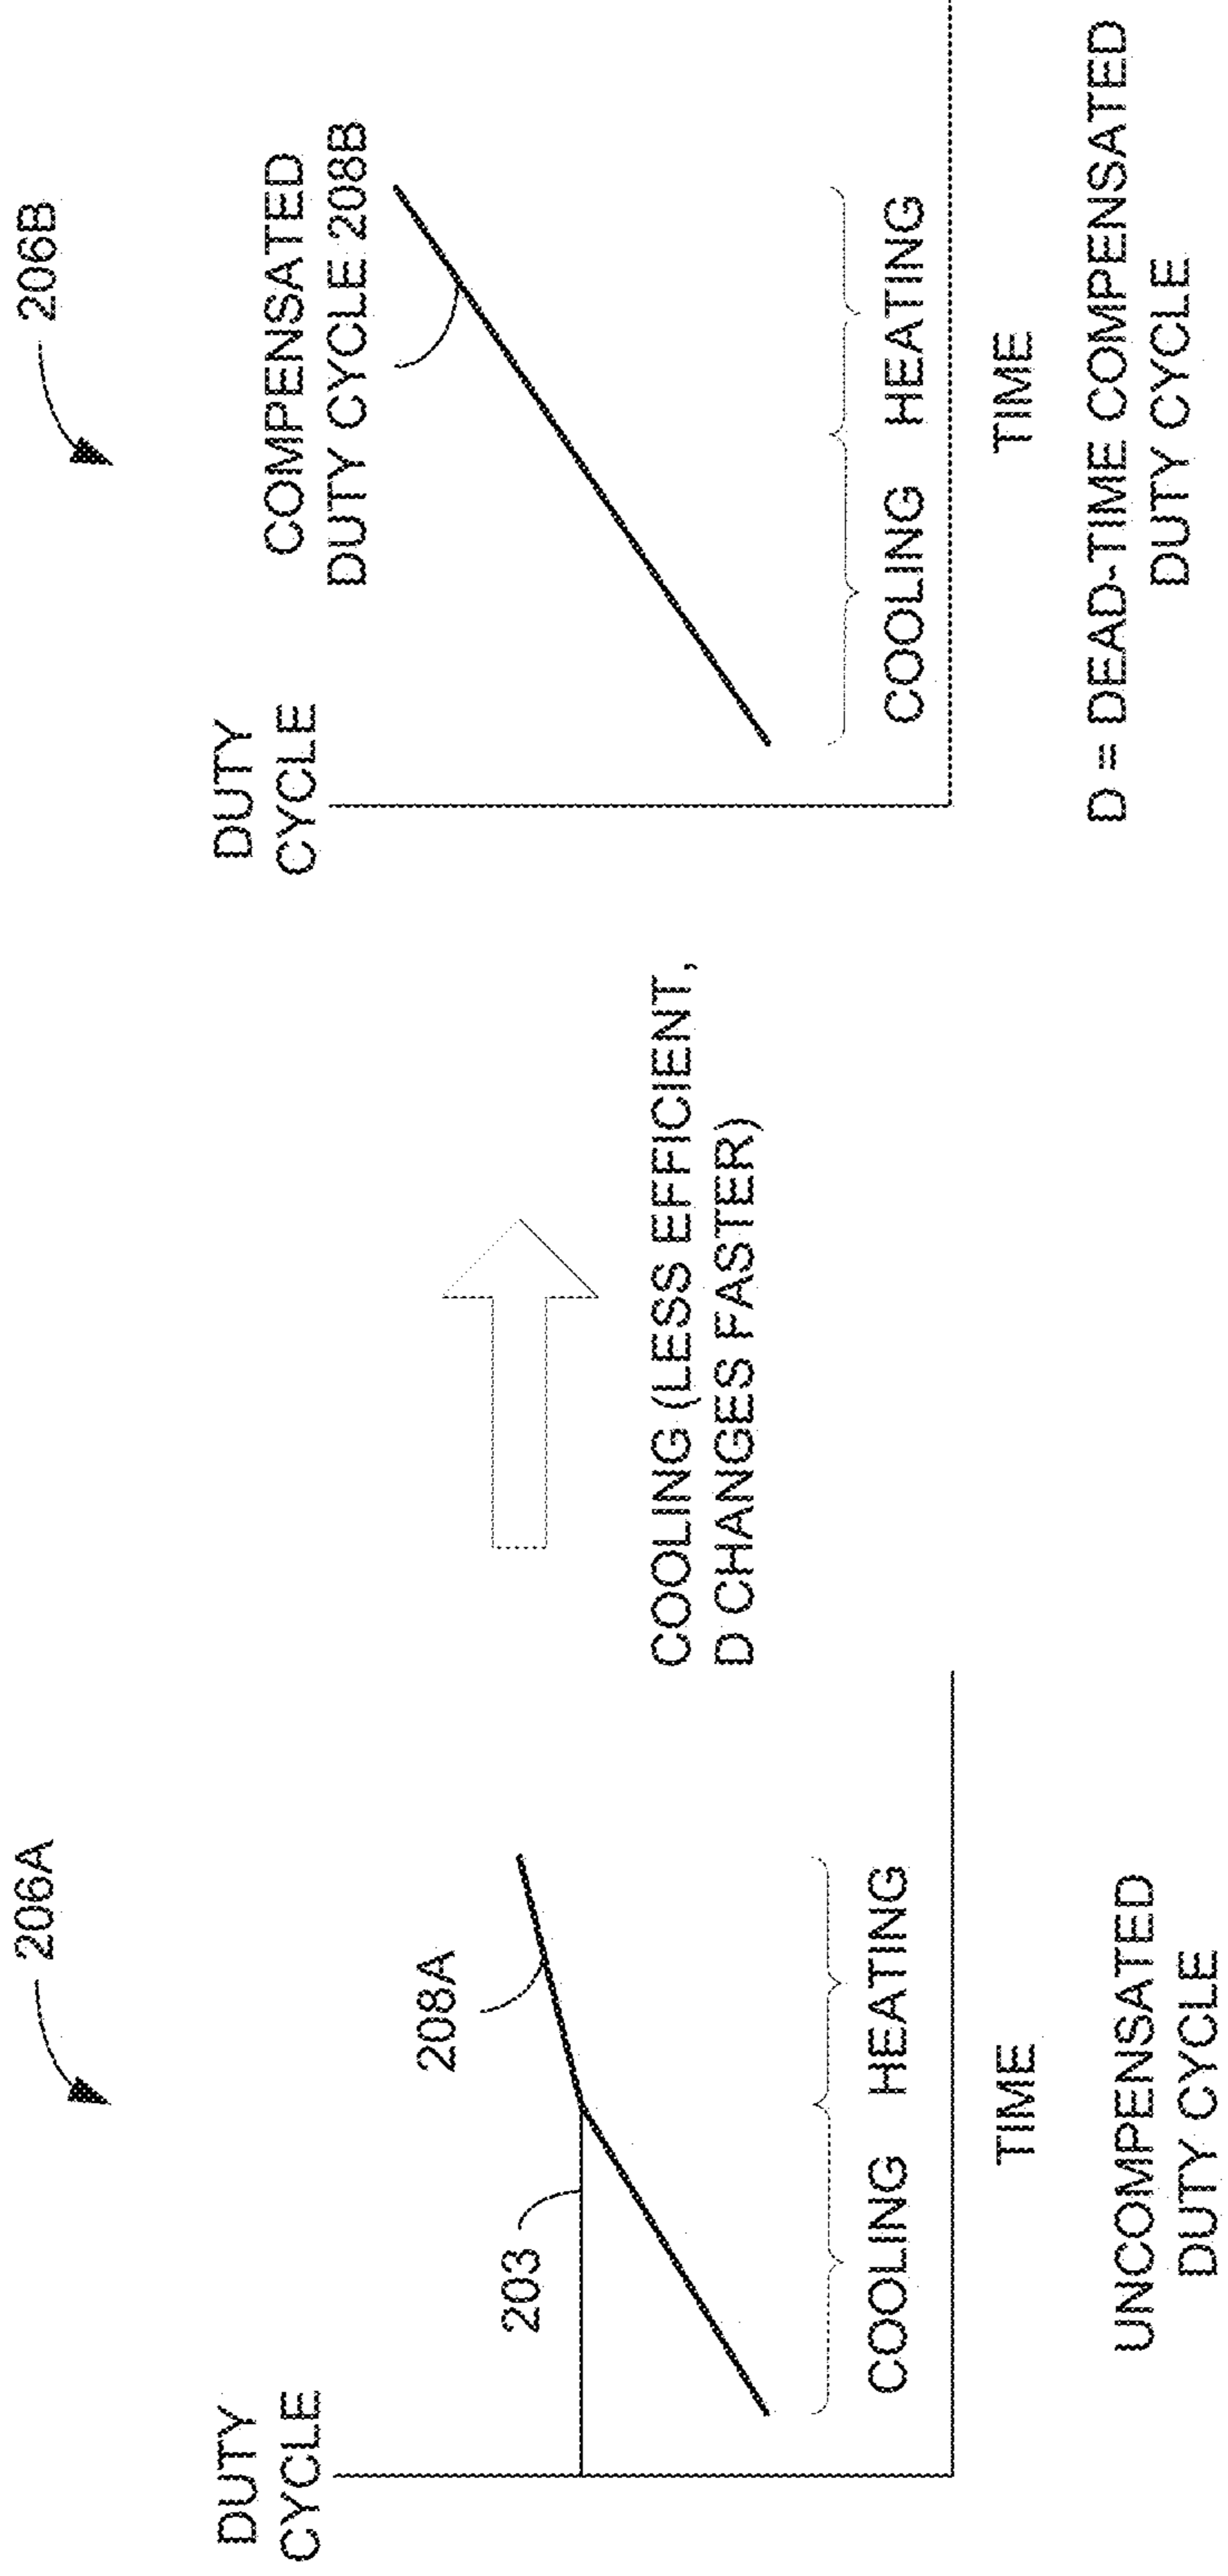 206A
DUTY
CYCLE
203
208A
COOLING HEATING
TIME
UNCOMPENSATED
DUTY CYCLE
COOLING (LESS EFFICIENT,
D CHANGES FASTER)
206B
DUTY
CYCLE
COMPENSATED
DUTY CYCLE 208B
COOLING HEATING
TIME
D = DEAD-TIME COMPENSATED
DUTY CYCLE